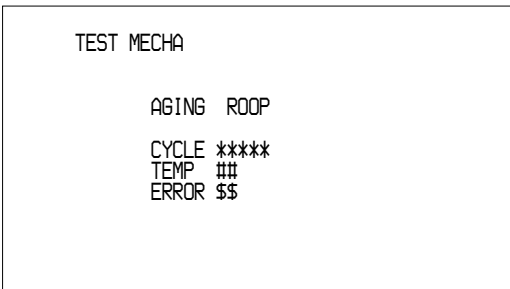 TEST MECHA
AGING ROOP
CYCLE *****
TEMP ##
ERROR $$